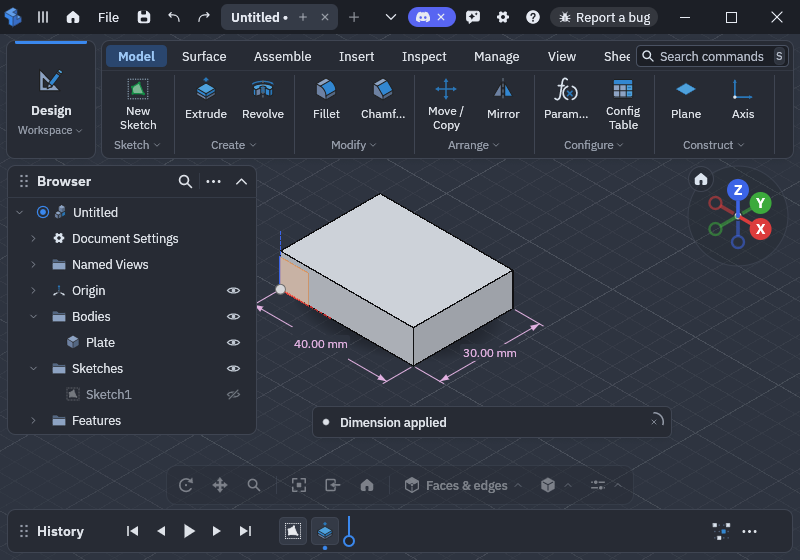 File
Untitled •
Report a bug
Design
Workspace
Model
Surface
Assemble
Insert
Inspect
Manage
View
Shee
Search commands
S
New
Sketch
Extrude
Revolve
Fillet
Chamf...
Move /
Copy
Mirror
Param...
Config
Table
Plane
Axis
Sketch
Create
Modify
Arrange
Configure
Construct
Browser
Untitled
Document Settings
Named Views
Origin
Bodies
Plate
Sketches
Sketch1
Features
Z
Y
X
40.00 mm
30.00 mm
Dimension applied
Faces & edges
History